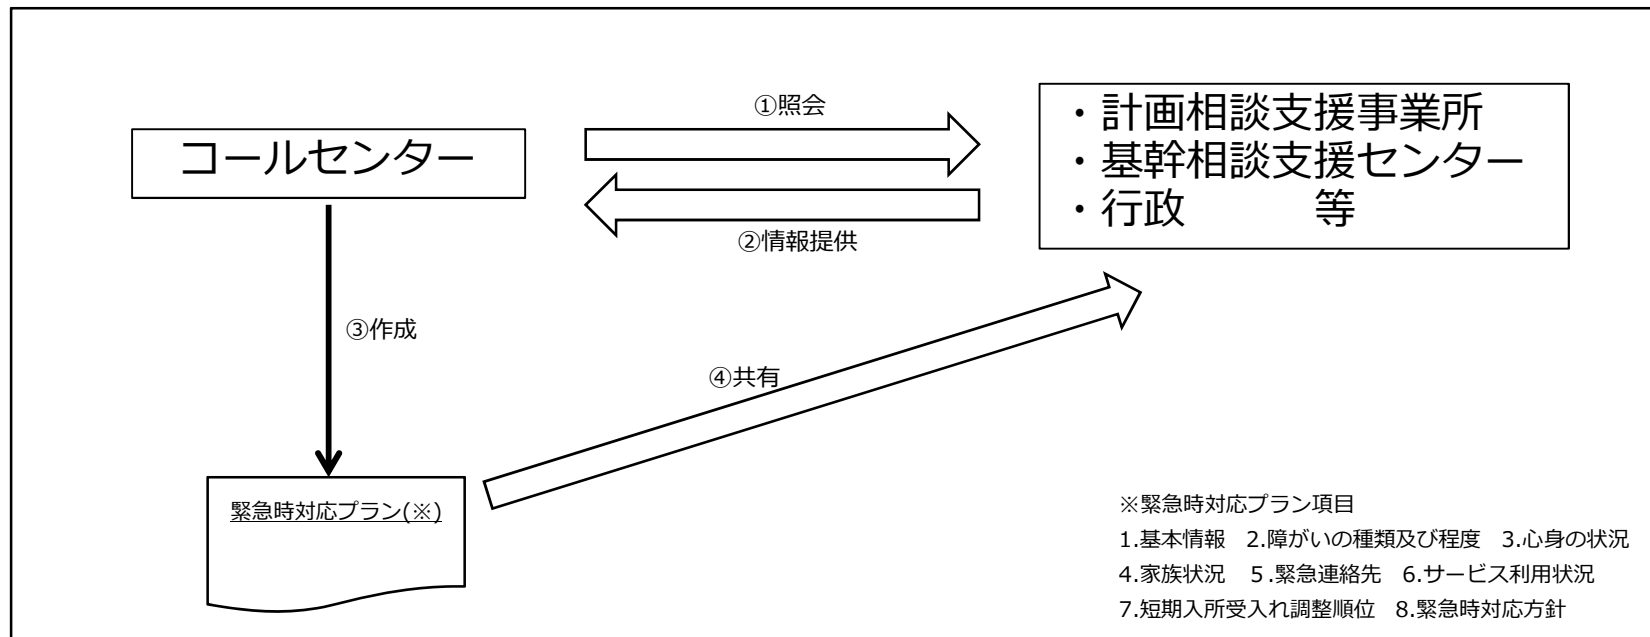 ①照会
コールセンター
・計画相談支援事業所
・基幹相談支援センター
・行政　　　等
②情報提供
③作成
④共有
緊急時対応プラン(※)
※緊急時対応プラン項目
1.基本情報　2.障がいの種類及び程度　3.心身の状況
4.家族状況　５.緊急連絡先　6.サービス利用状況
7.短期入所受入れ調整順位　8.緊急時対応方針